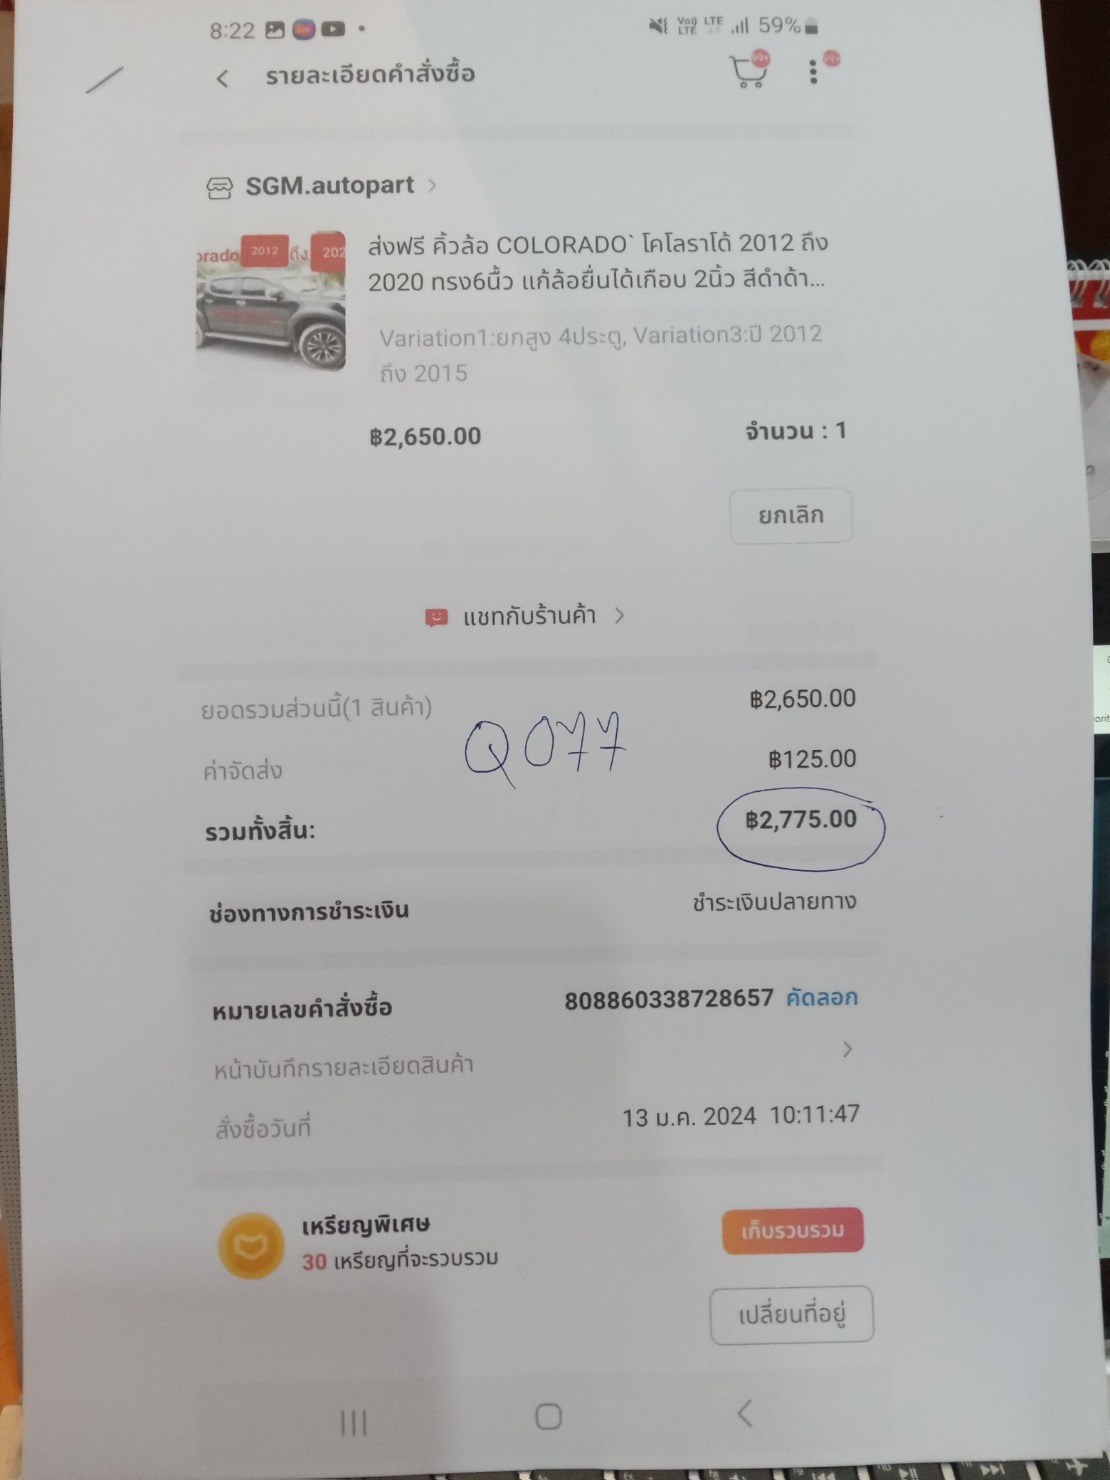 8:22
Vo)) LTE LTE 59%
รายละเอียดคำสั่งซื้อ
99+ 99+
SGM.autopart
orado 2012 ถึง 202
ส่งฟรี คิ้วล้อ COLORADO` โคโลราโด้ 2012 ถึง
2020 ทรง6นิ้ว แก้ล้อยื่นได้เกือบ 2นิ้ว สีดำด้า...
Variation1:ยกสูง 4ประตู, Variation3:ปี 2012
ถึง 2015
฿2,650.00 จำนวน : 1
ยกเลิก
แชทกับร้านค้า
ยอดรวมส่วนนี้(1 สินค้า) ฿2,650.00
Q077
ค่าจัดส่ง ฿125.00
รวมทั้งสิ้น: ฿2,775.00
ช่องทางการชำระเงิน ชำระเงินปลายทาง
หมายเลขคำสั่งซื้อ 808860338728657 คัดลอก
หน้าบันทึกรายละเอียดสินค้า
สั่งซื้อวันที่ 13 ม.ค. 2024 10:11:47
เหรียญพิเศษ
30 เหรียญที่จะรวบรวม
เก็บรวบรวม
เปลี่ยนที่อยู่